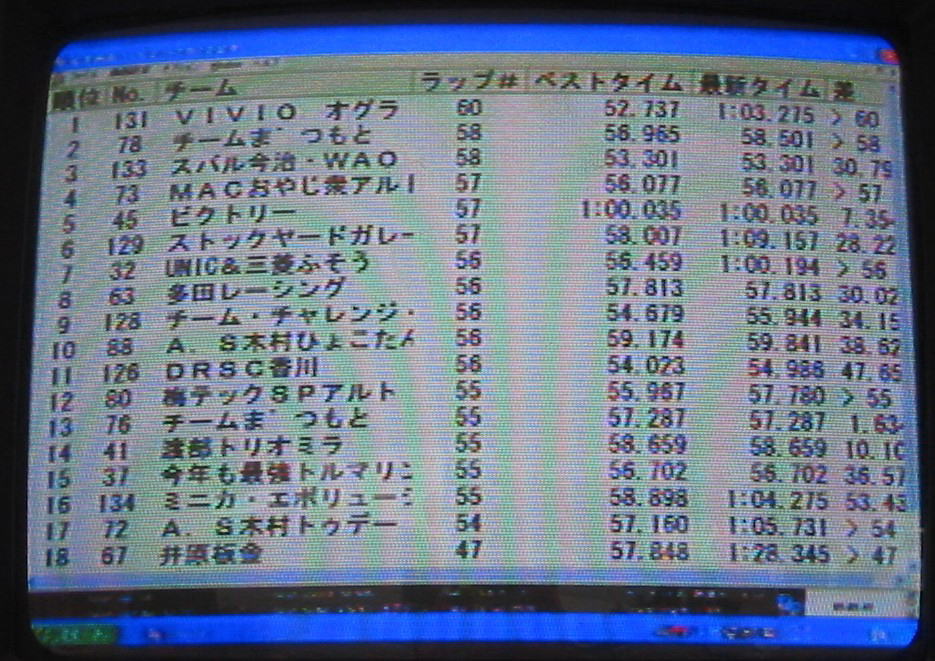 順位 No. チーム ラップ# ベストタイム 最新タイム 差
1 131 ＶＩＶＩＯ オグラ 60 52.737 1:03.275 > 60
2 78 チームま゛つもと 58 56.965 58.501 > 58
3 133 スバル今治・ＷＡＯ 58 53.301 53.301 30.79
4 73 ＭＡＣおやじ衆アル 57 56.077 56.077 > 57
5 45 ビクトリー 57 1:00.035 1:00.035 7.35
6 129 ストックヤードガレー 57 58.007 1:09.157 28.22
7 32 UNIC&三菱ふそう 56 56.459 1:00.194 > 56
8 63 多田レーシング 56 57.813 57.813 30.02
9 128 チーム・チャレンジ・ 56 54.679 55.944 34.15
10 88 Ａ．Ｓ木村ひょこたん 56 59.174 59.841 38.62
11 126 ＤＲＳＣ香川 56 54.023 54.986 47.65
12 80 テックＳＰアルト 55 55.967 57.780 > 55
13 76 チームま゛つもと 55 57.287 57.287 1.63
14 41 渡部トリオミラ 55 58.659 58.659 10.10
15 37 今年も最強トルマリ 55 56.702 56.702 36.57
16 134 ミニカ・エボリュー 55 58.898 1:04.275 53.43
17 72 Ａ．Ｓ木村トゥデー 54 57.160 1:05.731 > 54
18 67 井原板金 47 57.848 1:28.345 > 47